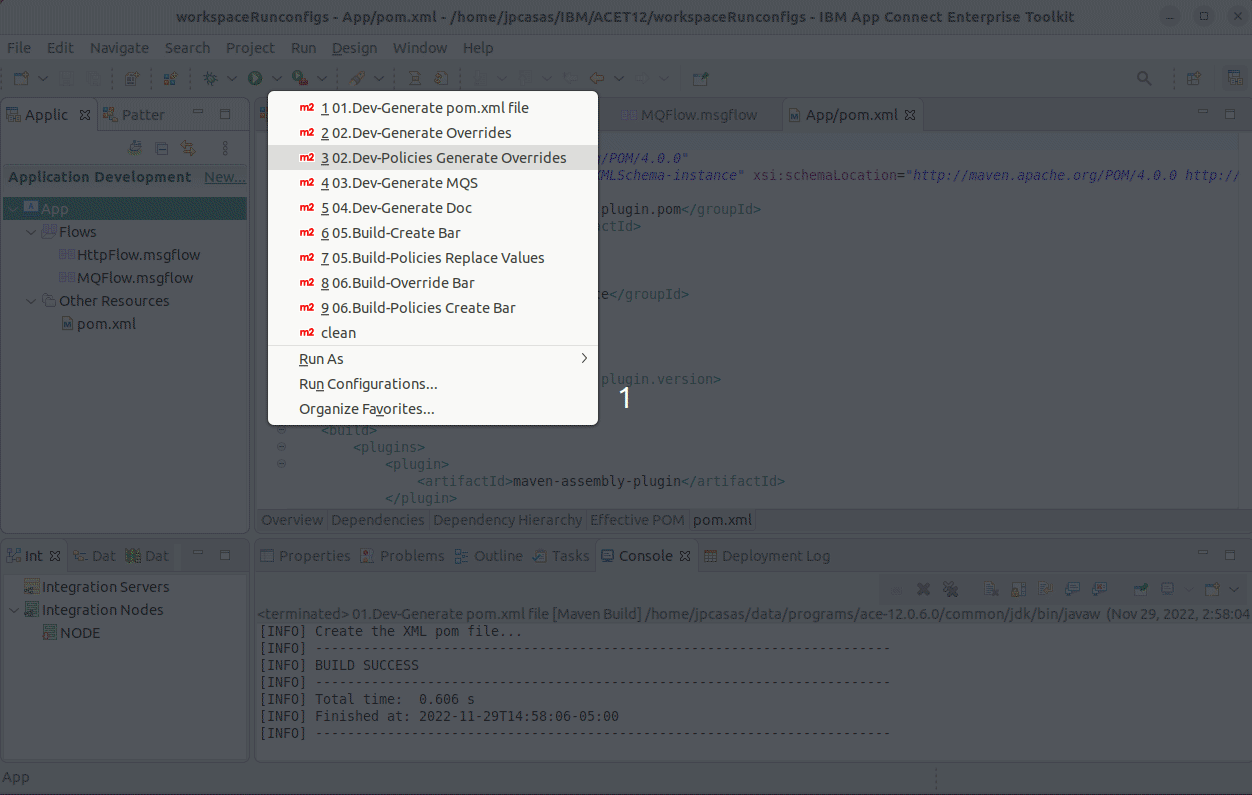 workspaceRunconfigs - App/pom.xml - /home/jpcasas/IBM/ACET12/workspaceRunconfigs - IBM App Connect Enterprise Toolkit
File Edit Navigate Search Project Run Design Window Help
Applic Patter
MQFlow.msgflow App/pom.xml
Application Development New...
App
Flows
HttpFlow.msgflow
MQFlow.msgflow
Other Resources
pom.xml
1 01.Dev-Generate pom.xml file
2 02.Dev-Generate Overrides
3 02.Dev-Policies Generate Overrides
4 03.Dev-Generate MQS
5 04.Dev-Generate Doc
6 05.Build-Create Bar
7 05.Build-Policies Replace Values
8 06.Build-Override Bar
9 06.Build-Policies Create Bar
clean
Run As
Run Configurations...
Organize Favorites...
1
/POM/4.0.0"
XMLSchema-instance" xsi:schemaLocation="http://maven.apache.org/POM/4.0.0 http://
plugin.pom</groupId>
ctId>
e</groupId>
plugin.version>
<build>
<plugins>
<plugin>
<artifactId>maven-assembly-plugin</artifactId>
</plugin>
Overview Dependencies Dependency Hierarchy Effective POM pom.xml
Int Dat Dat
Integration Servers
Integration Nodes
NODE
Properties Problems Outline Tasks Console Deployment Log
<terminated> 01.Dev-Generate pom.xml file [Maven Build] /home/jpcasas/data/programs/ace-12.0.6.0/common/jdk/bin/javaw (Nov 29, 2022, 2:58:04
[INFO] Create the XML pom file...
[INFO] ------------------------------------------------------------------------
[INFO] BUILD SUCCESS
[INFO] ------------------------------------------------------------------------
[INFO] Total time:  0.606 s
[INFO] Finished at: 2022-11-29T14:58:06-05:00
[INFO] ------------------------------------------------------------------------
App